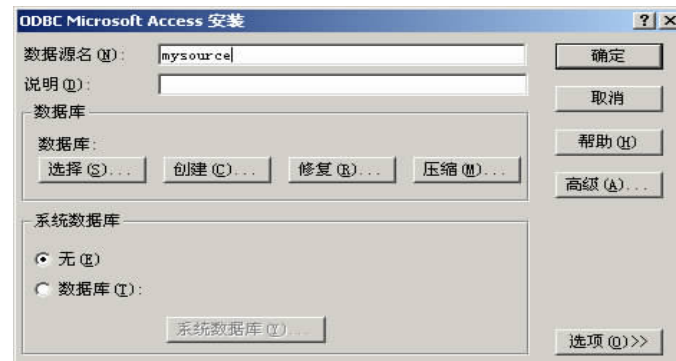 ODBC Microsoft Access 安装
数据源名(N): mysource
确定
说明(D):
取消
数据库
数据库:
帮助(H)
选择(S)... 创建(C)... 修复(R)... 压缩(M)...
高级(A)...
系统数据库
无(E)
数据库(T):
系统数据库(Y)...
选项(O)>>